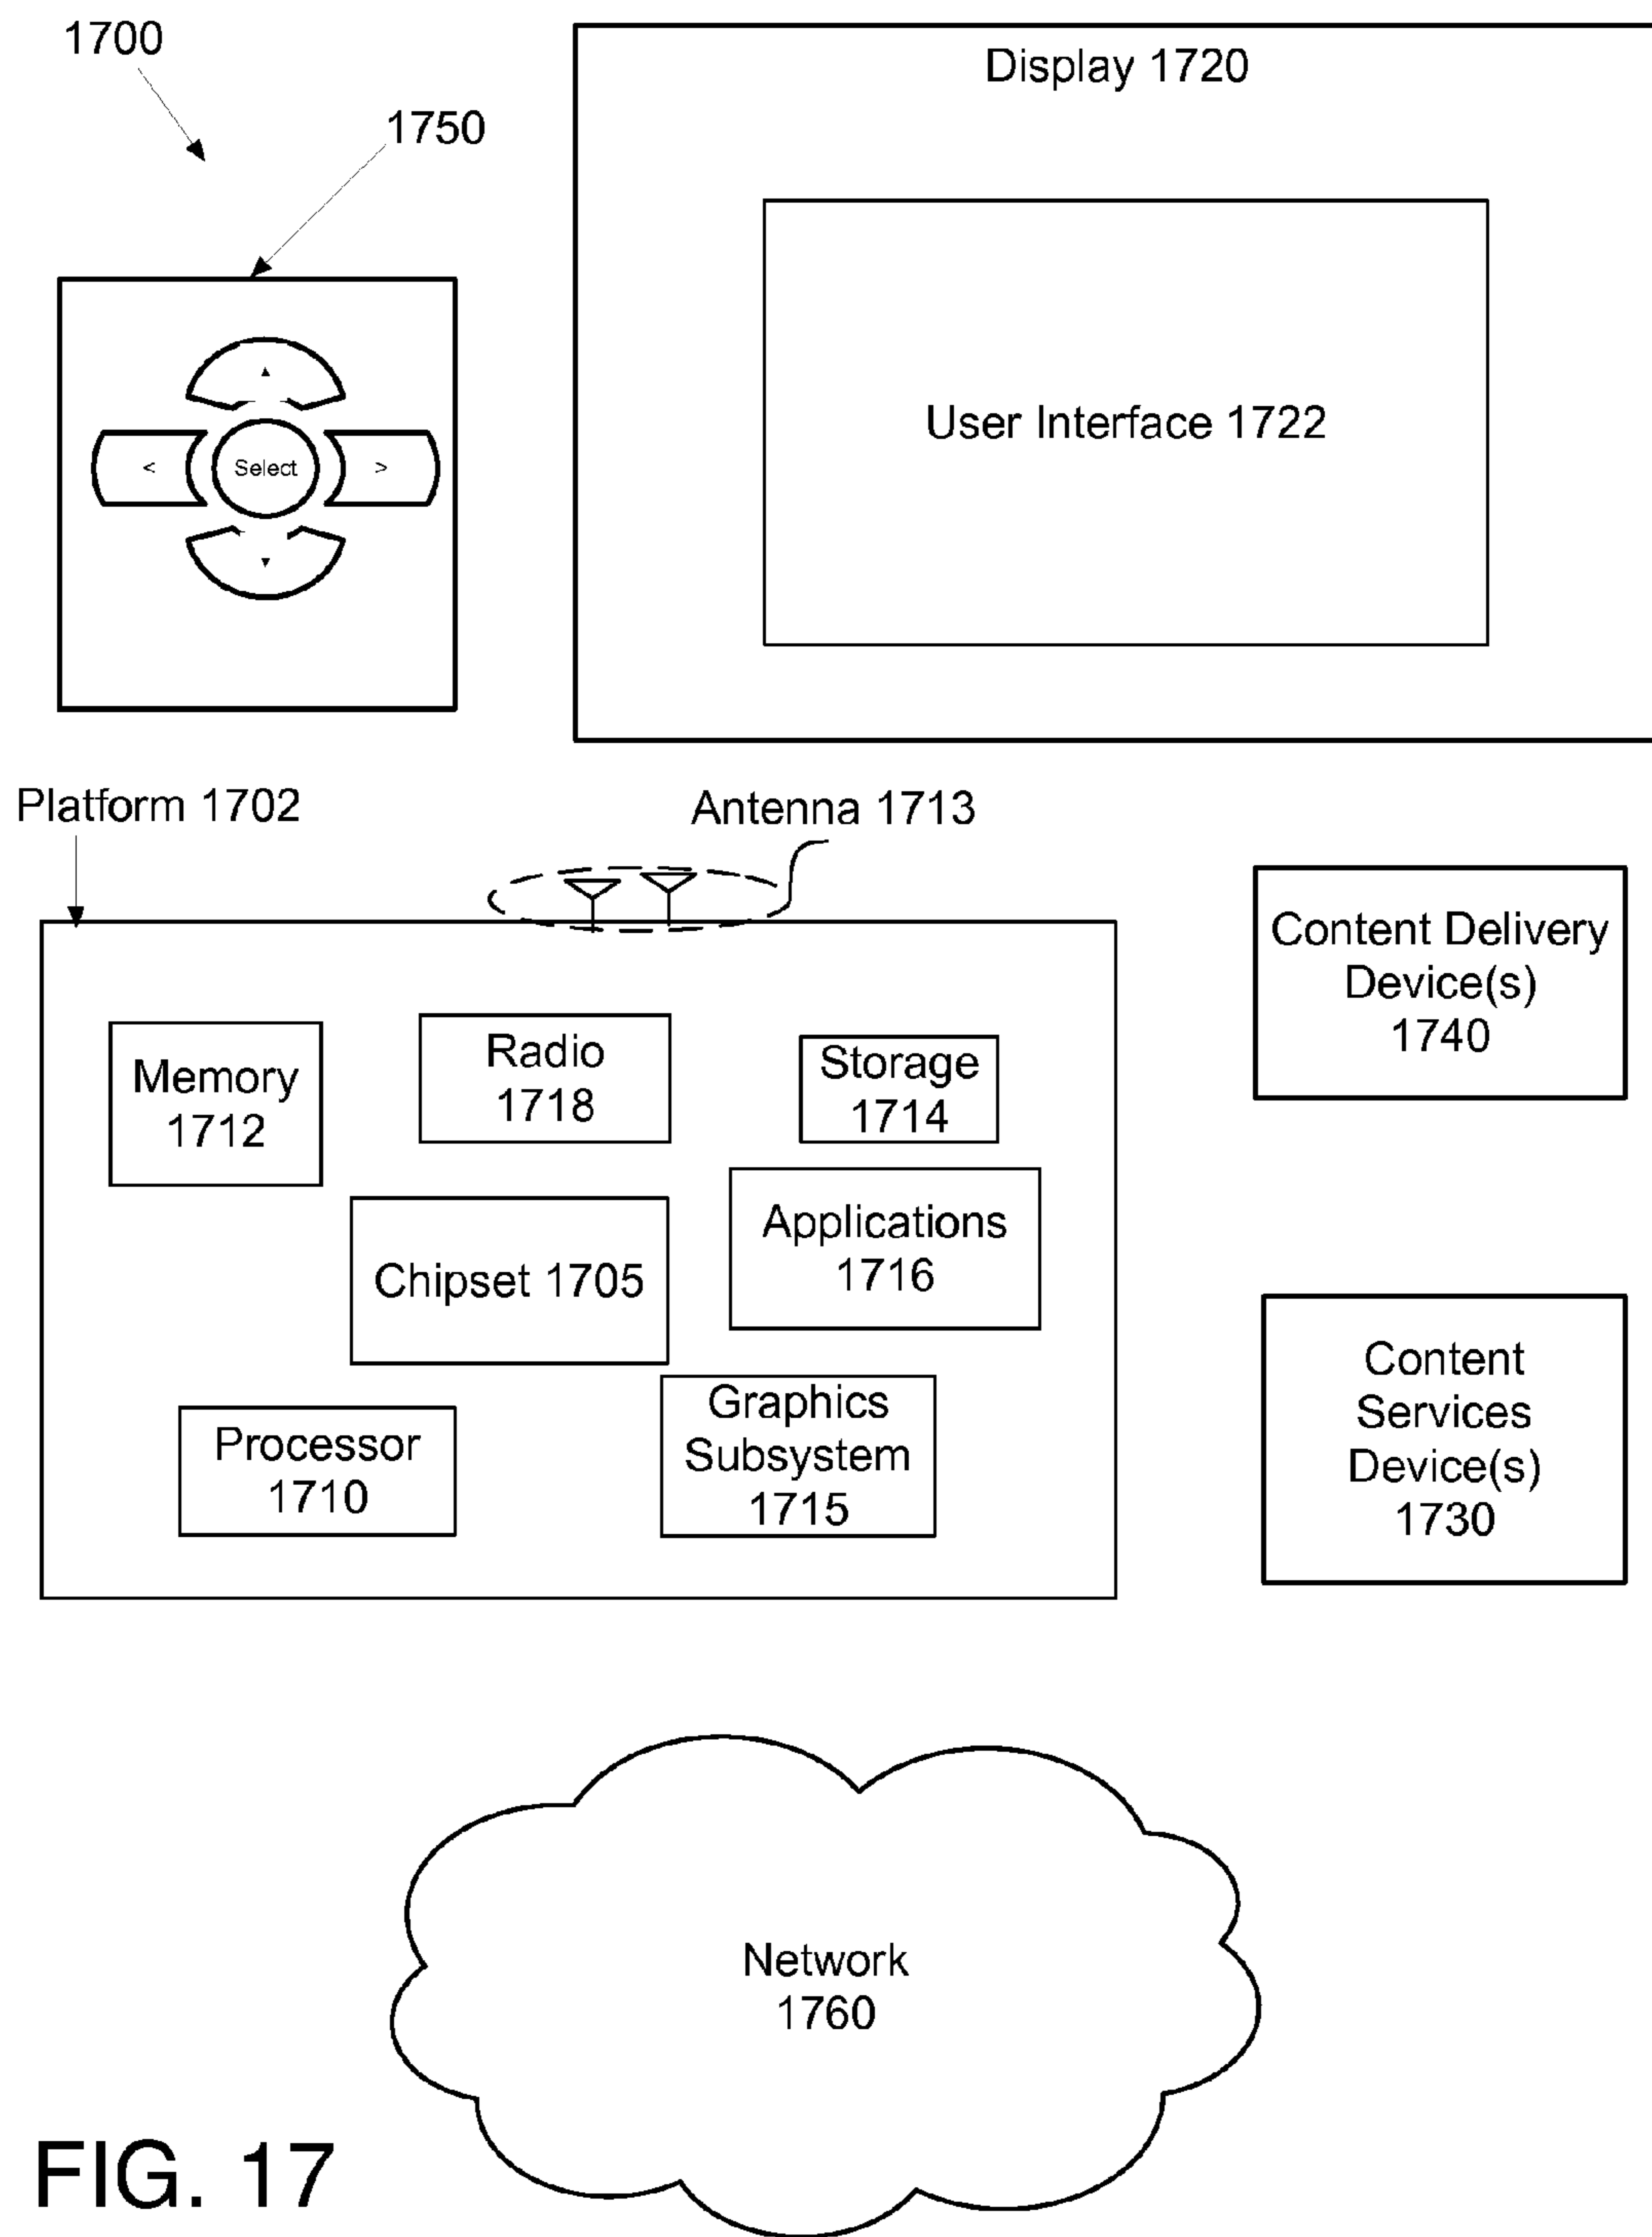 1700
1750
Display 1720
User Interface 1722
<
Select
>
Platform 1702
Antenna 1713
Memory
1712
Radio
1718
Storage
1714
Chipset 1705
Applications
1716
Processor
1710
Graphics
Subsystem
1715
Content Delivery
Device(s)
1740
Content
Services
Device(s)
1730
Network
1760
FIG. 17